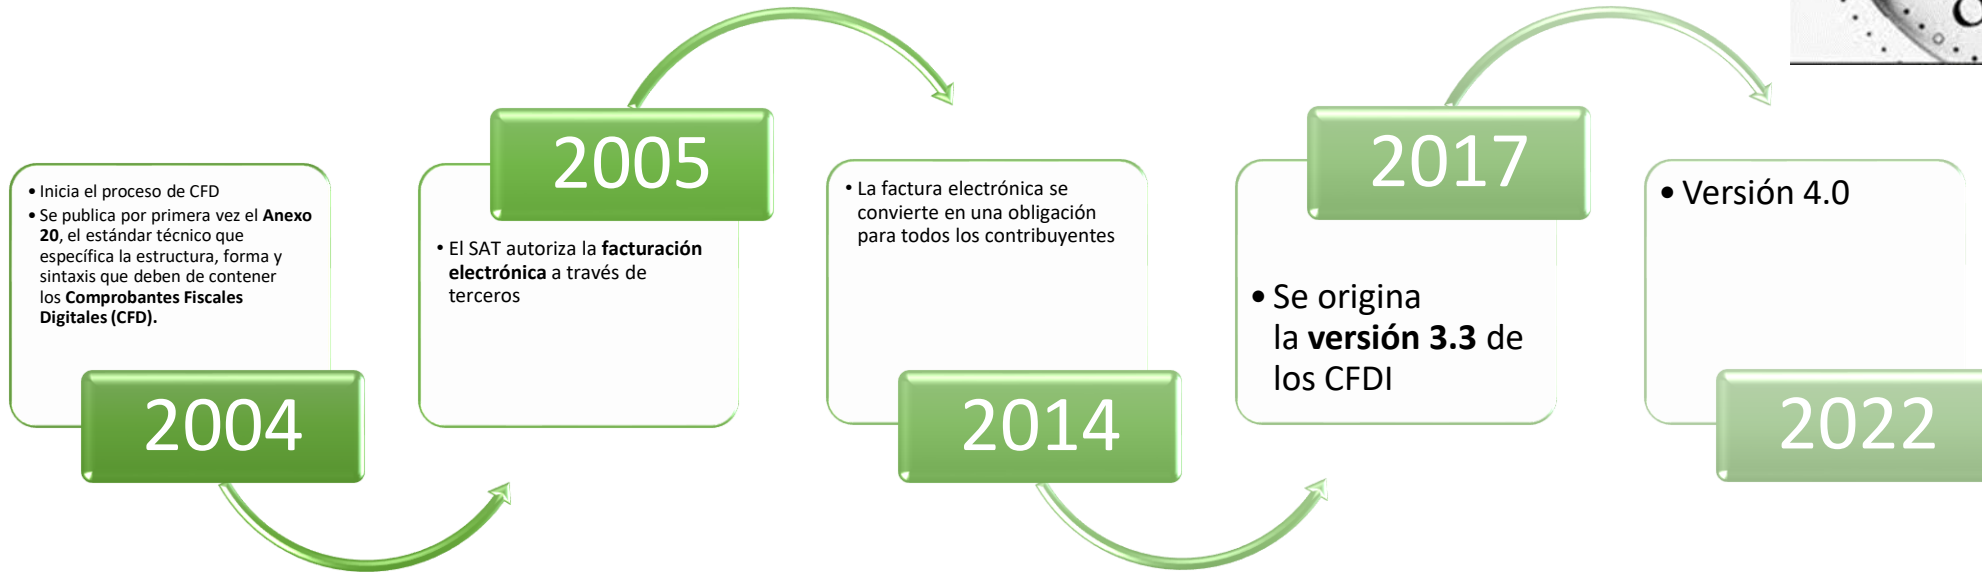 • Inicia el proceso de CFD
• Se publica por primera vez el Anexo
20, el estándar técnico que
específica la estructura, forma y
sintaxis que deben de contener
los Comprobantes Fiscales
Digitales (CFD).
2004
2005
• El SAT autoriza la facturación
electrónica a través de
terceros
• La factura electrónica se
convierte en una obligación
para todos los contribuyentes
2014
2017
• Se origina
la versión 3.3 de
los CFDI
• Versión 4.0
2022